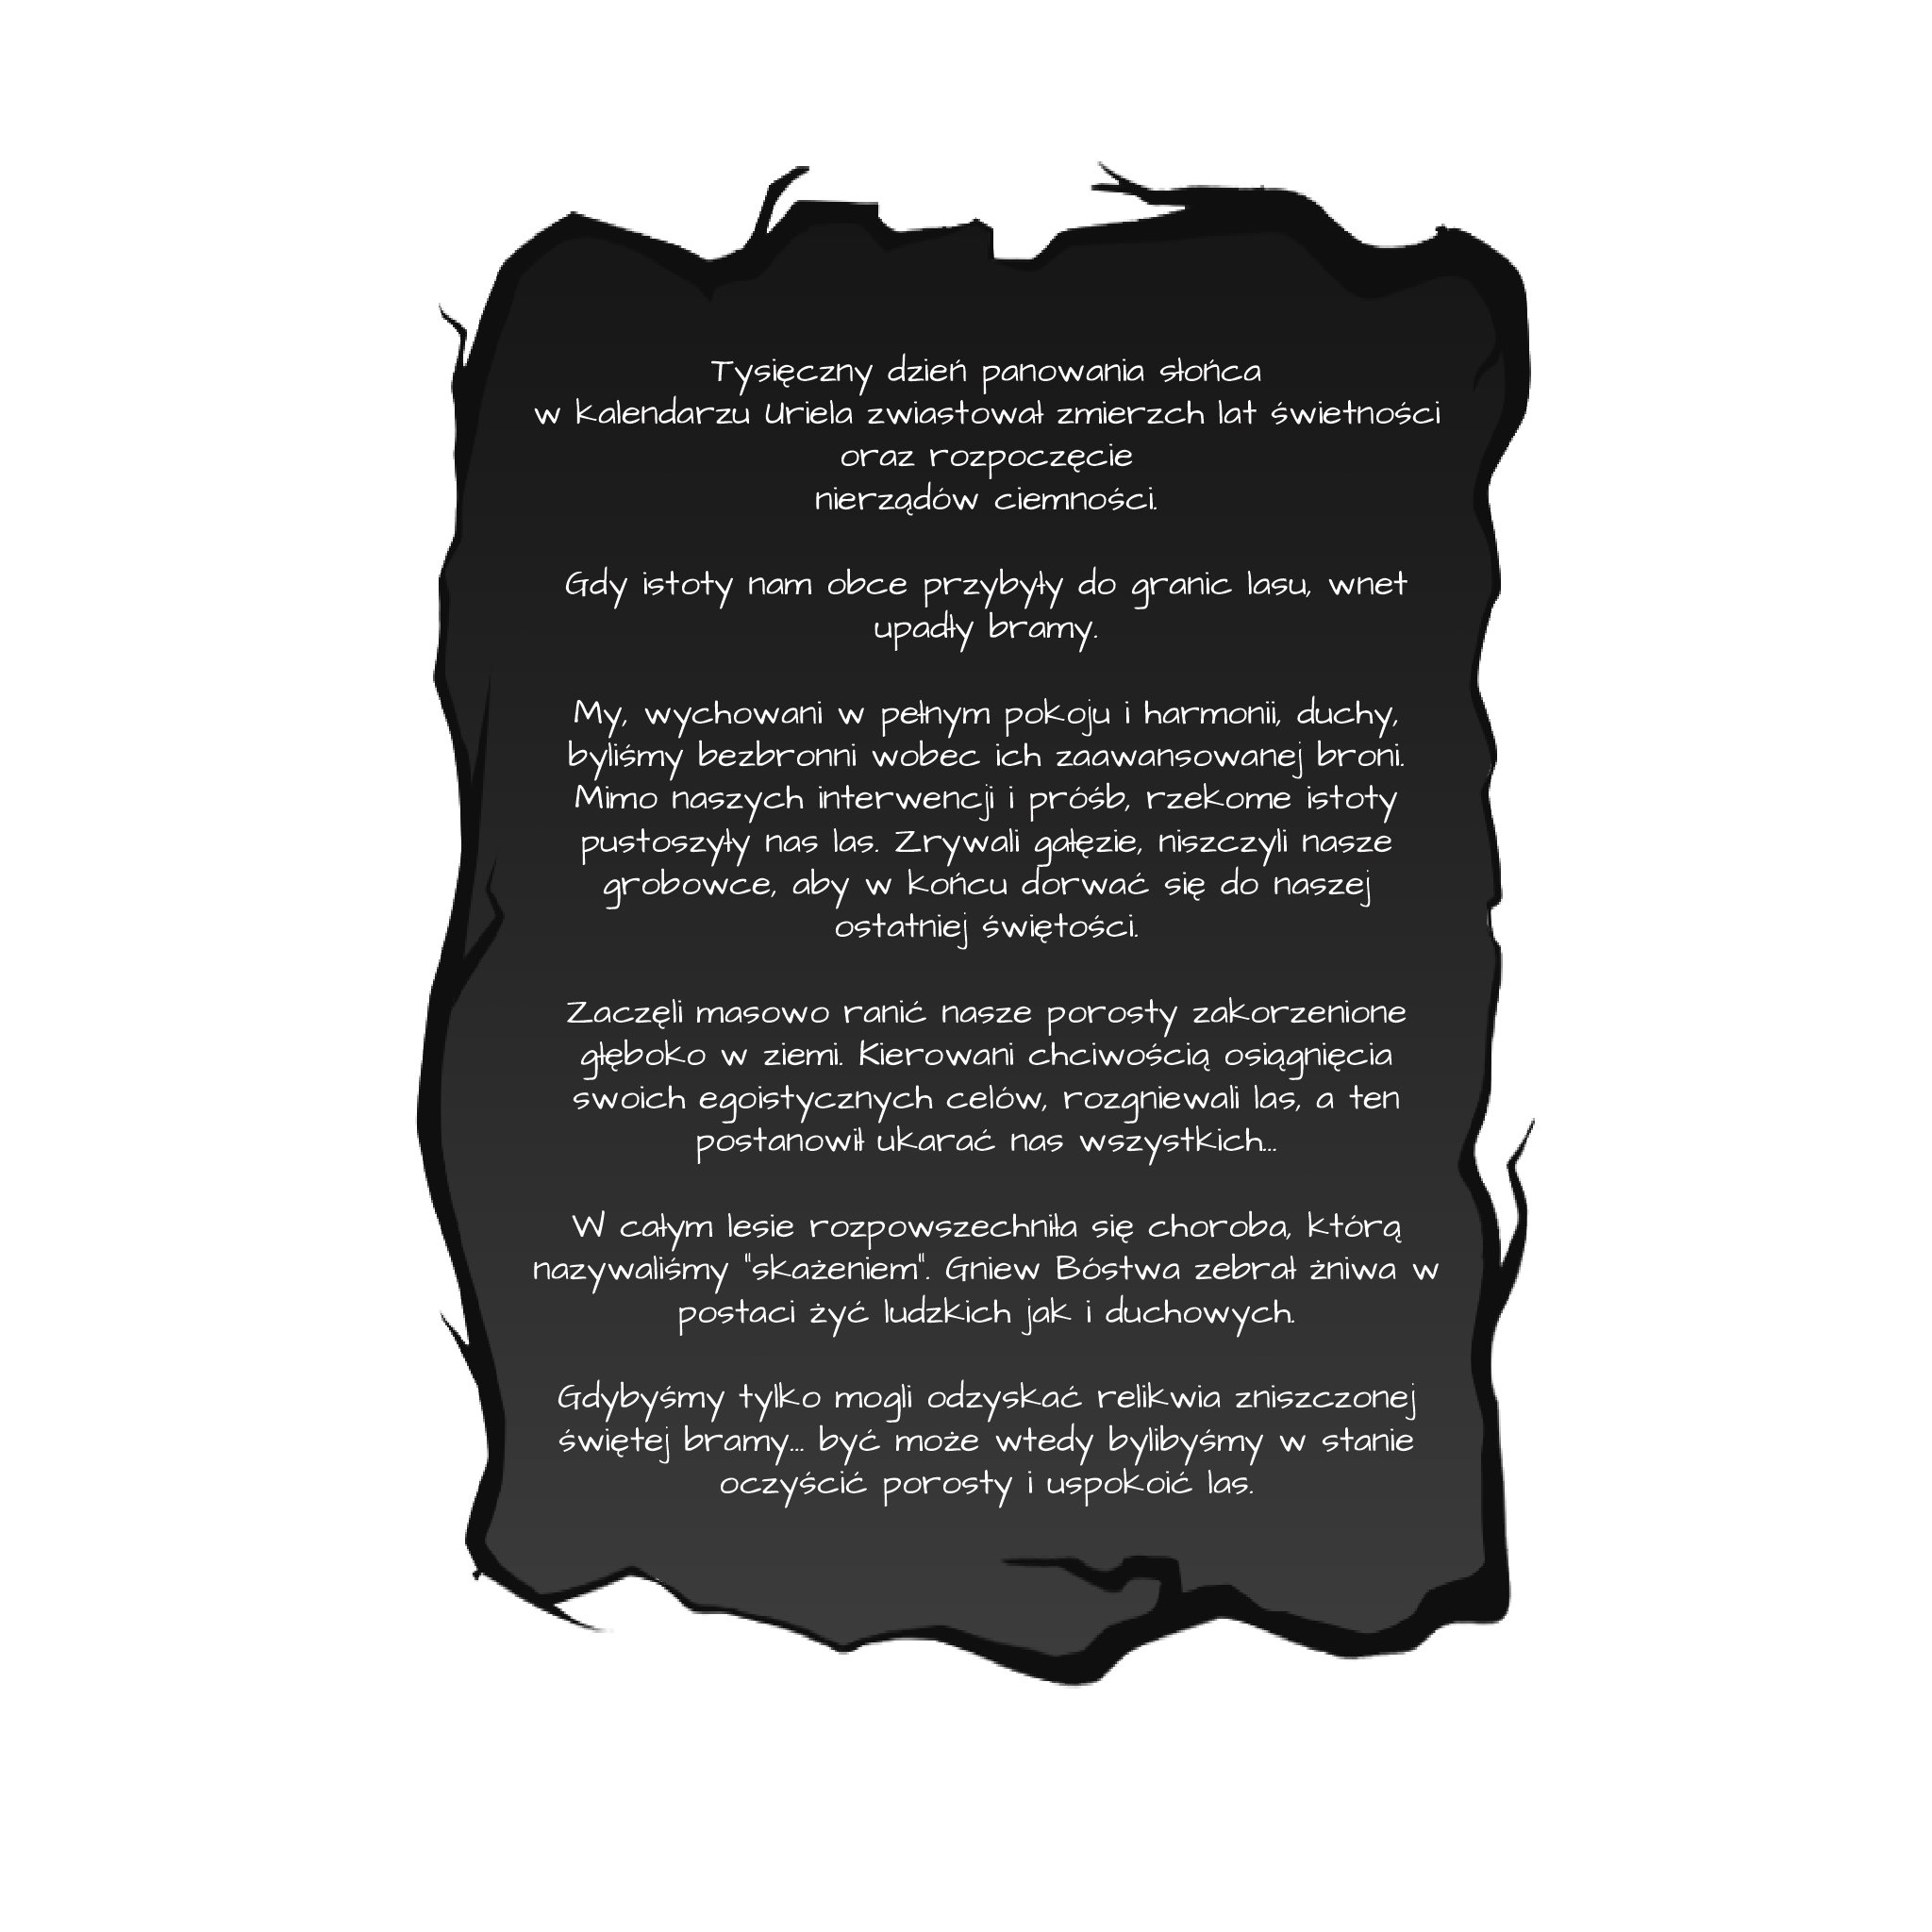 Tysięczny dzień panowania słońca
w kalendarzu Uriela zwiastował zmierzch lat świetności
oraz rozpoczęcie
nierządów ciemności.
Gdy istoty nam obce przybyły do granic lasu, wnet
upadły bramy.
My, wychowani w pełnym pokoju i harmonii, duchy,
byliśmy bezbronni wobec ich zaawansowanej broni.
Mimo naszych interwencji i próśb, rzekome istoty
pustoszyły nas las. Zrywali gałęzie, niszczyli nasze
grobowce, aby w końcu dorwać się do naszej
ostatniej świętości.
Zaczęli masowo ranić nasze porosty zakorzenione
głęboko w ziemi. Kierowani chciwością osiągnięcia
swoich egoistycznych celów, rozgniewali las, a ten
postanowił ukarać nas wszystkich...
W całym lesie rozpowszechniła się choroba, którą
nazywaliśmy "skażeniem". Gniew Bóstwa zebrał żniwa w
postaci żyć ludzkich jak i duchowych.
Gdybyśmy tylko mogli odzyskać relikwia zniszczonej
świętej bramy... być może wtedy bylibyśmy w stanie
oczyścić porosty i uspokoić las.